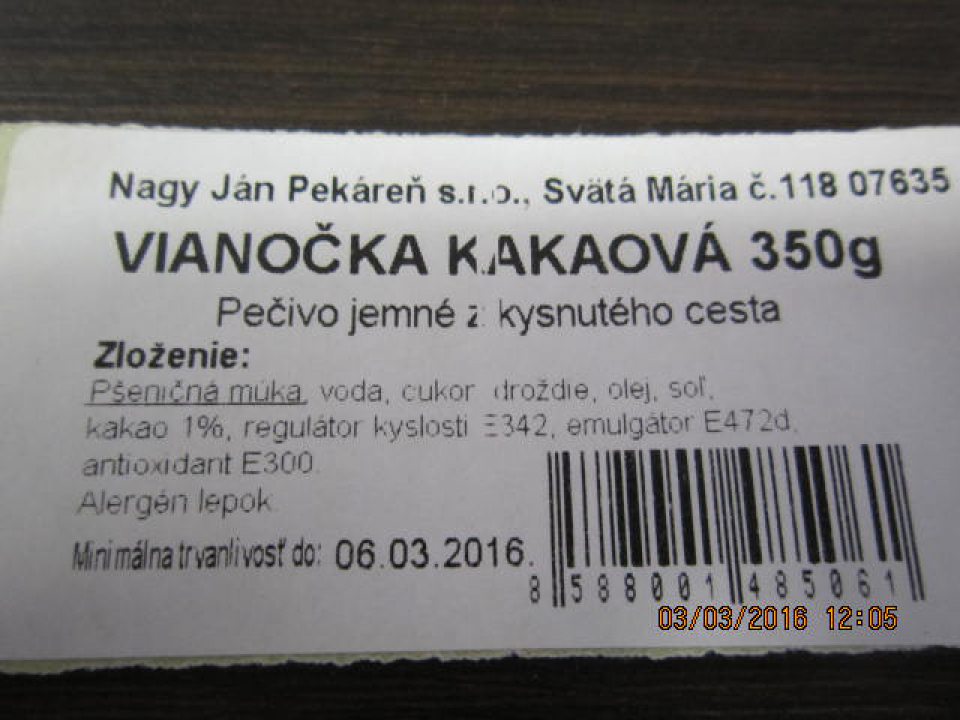 Nagy Ján Pekáreň s.r.o., Svätá Mária č.118 07635
VIANOČKA KAKAOVÁ 350g
Pečivo jemné z kysnutého cesta
Zloženie:
Pšeničná múka, voda, cukor droždie, olej, soľ,
kakao 1%, regulátor kyslosti E342, emulgátor E472d,
antioxidant E300.
Alergén lepok
Minimálna trvanlivosť do: 06.03.2016.
8 588001 485061
03/03/2016 12:05